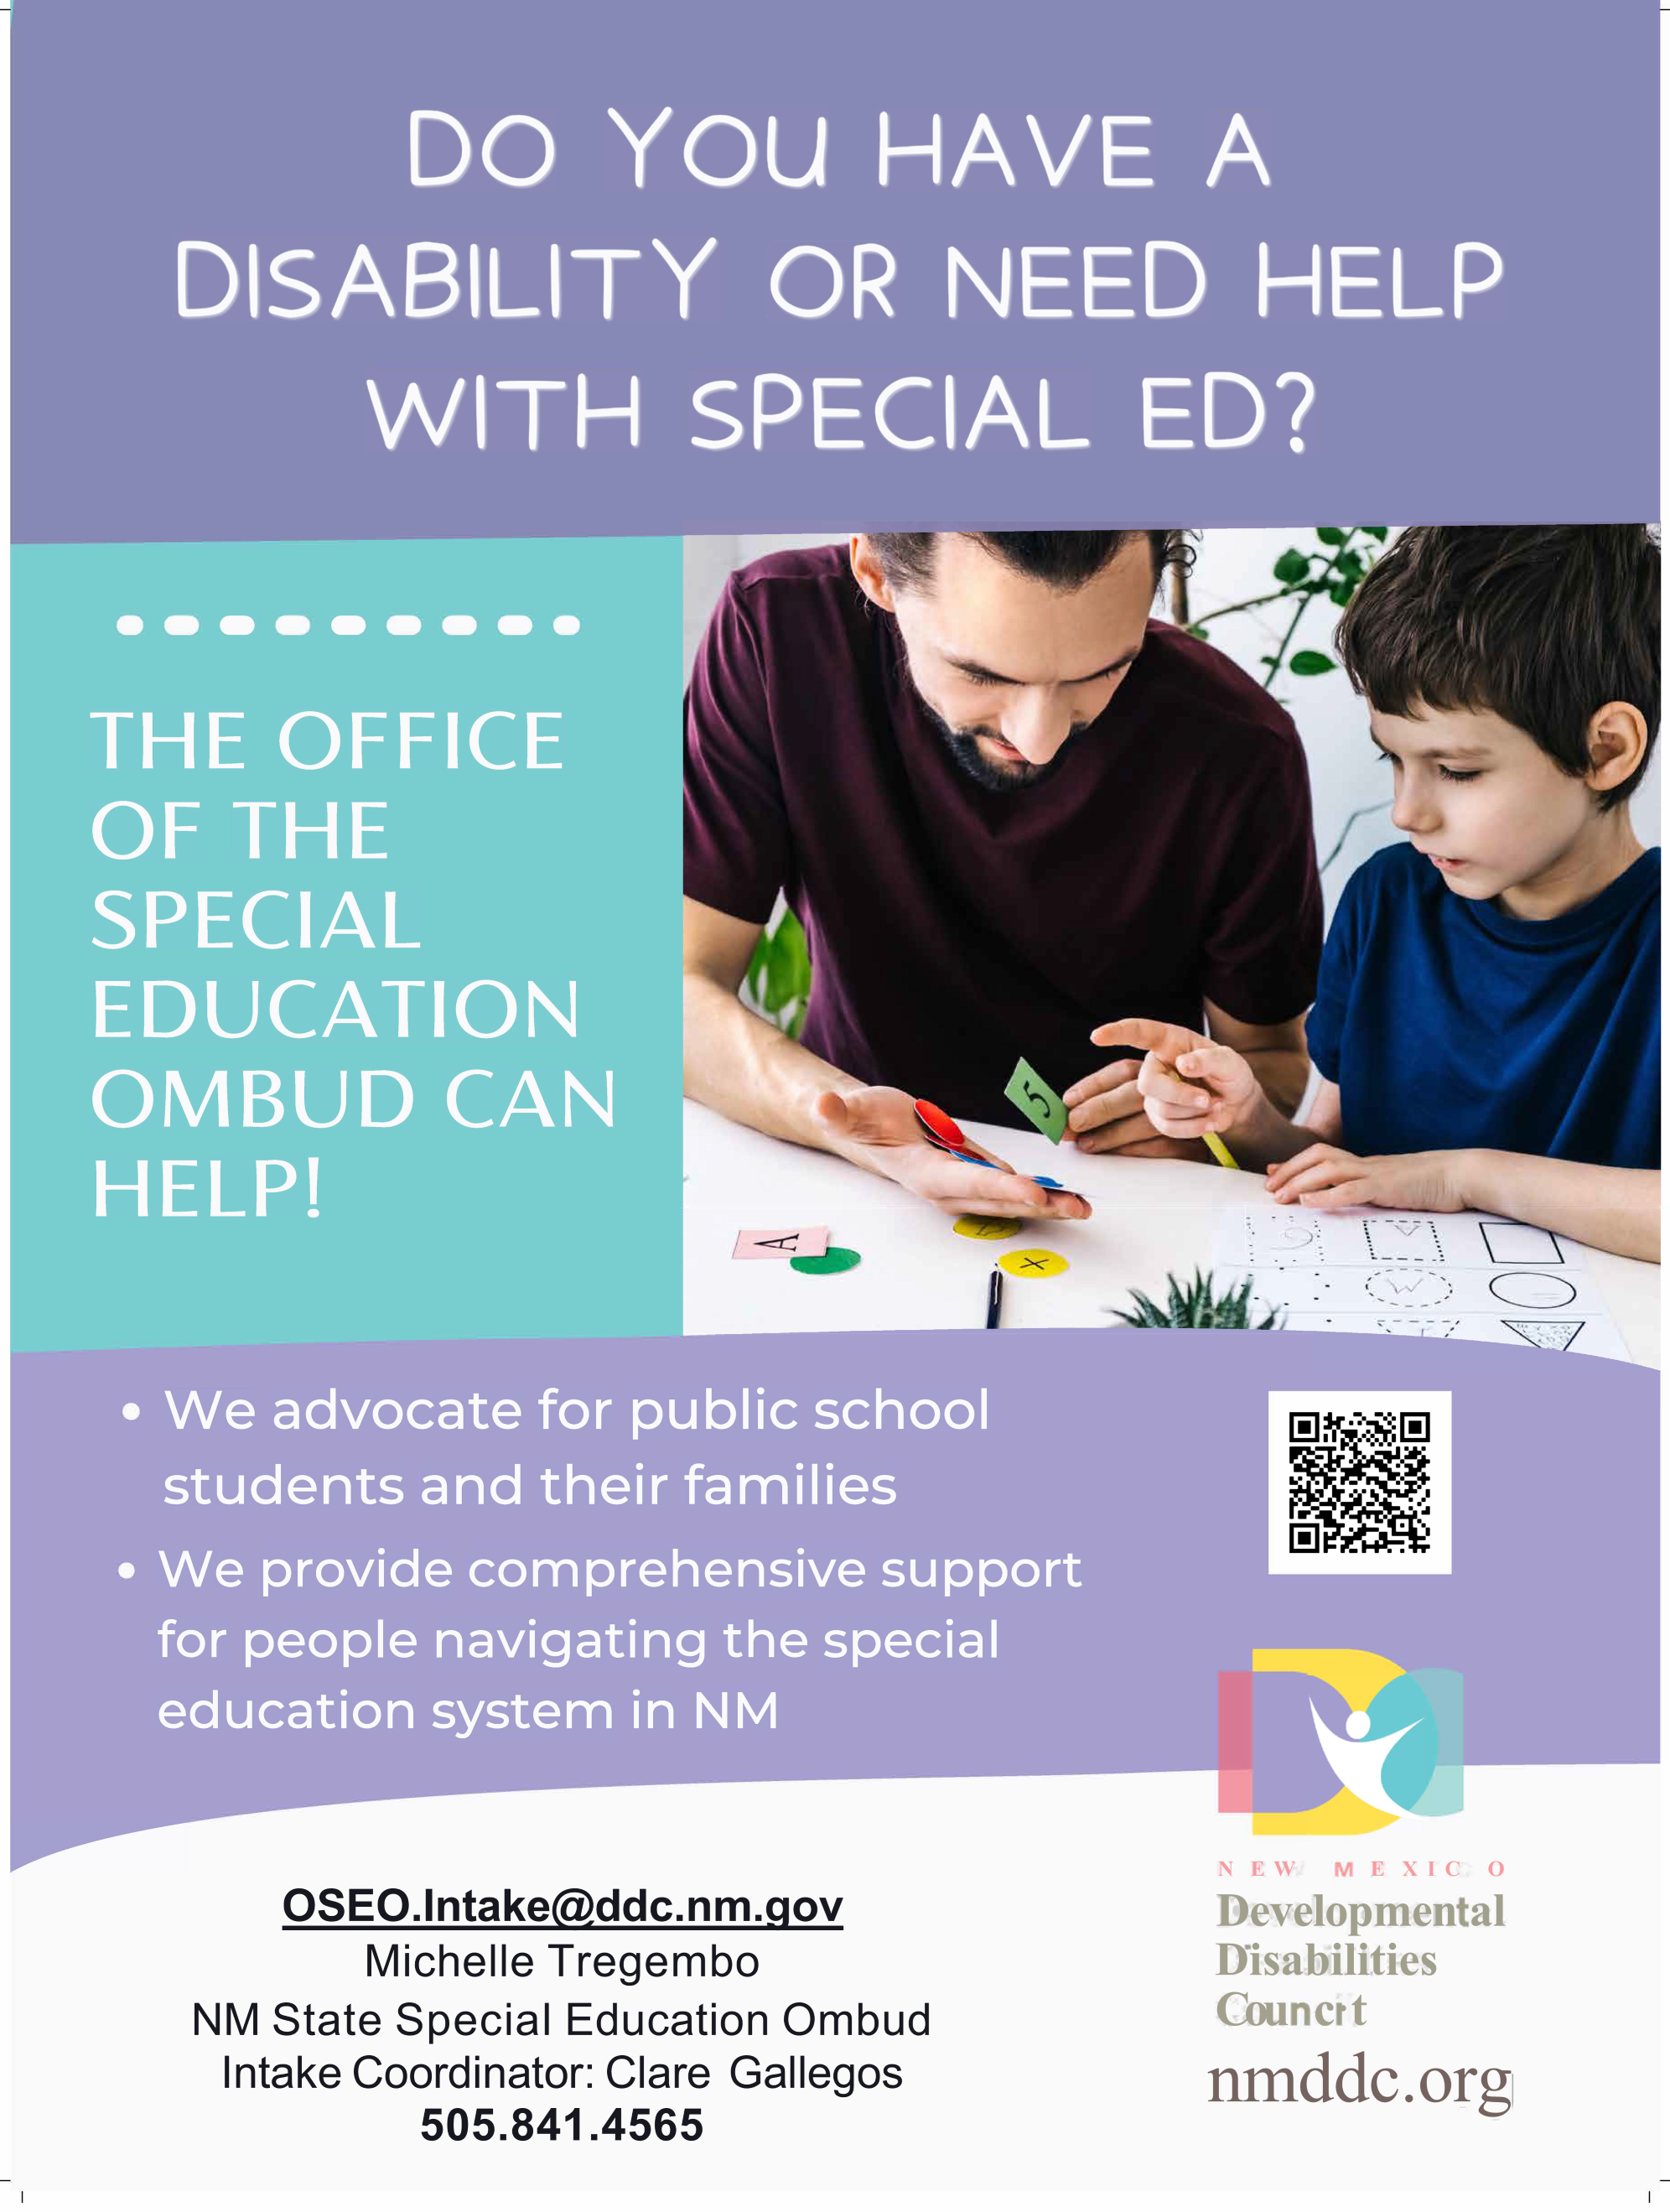 DO YOU HAVE A
DISABILITY OR NEED HELP
WITH SPECIAL ED?
THE OFFICE
OF THE
SPECIAL
EDUCATION
OMBUD CAN
HELP!
5
A
+
W
• We advocate for public school
students and their families
• We provide comprehensive support
for people navigating the special
education system in NM
NEW MEXICO
Developmental
Disabilities
Councit
nmddc.org
OSEO.Intake@ddc.nm.gov
Michelle Tregembo
NM State Special Education Ombud
Intake Coordinator: Clare Gallegos
505.841.4565